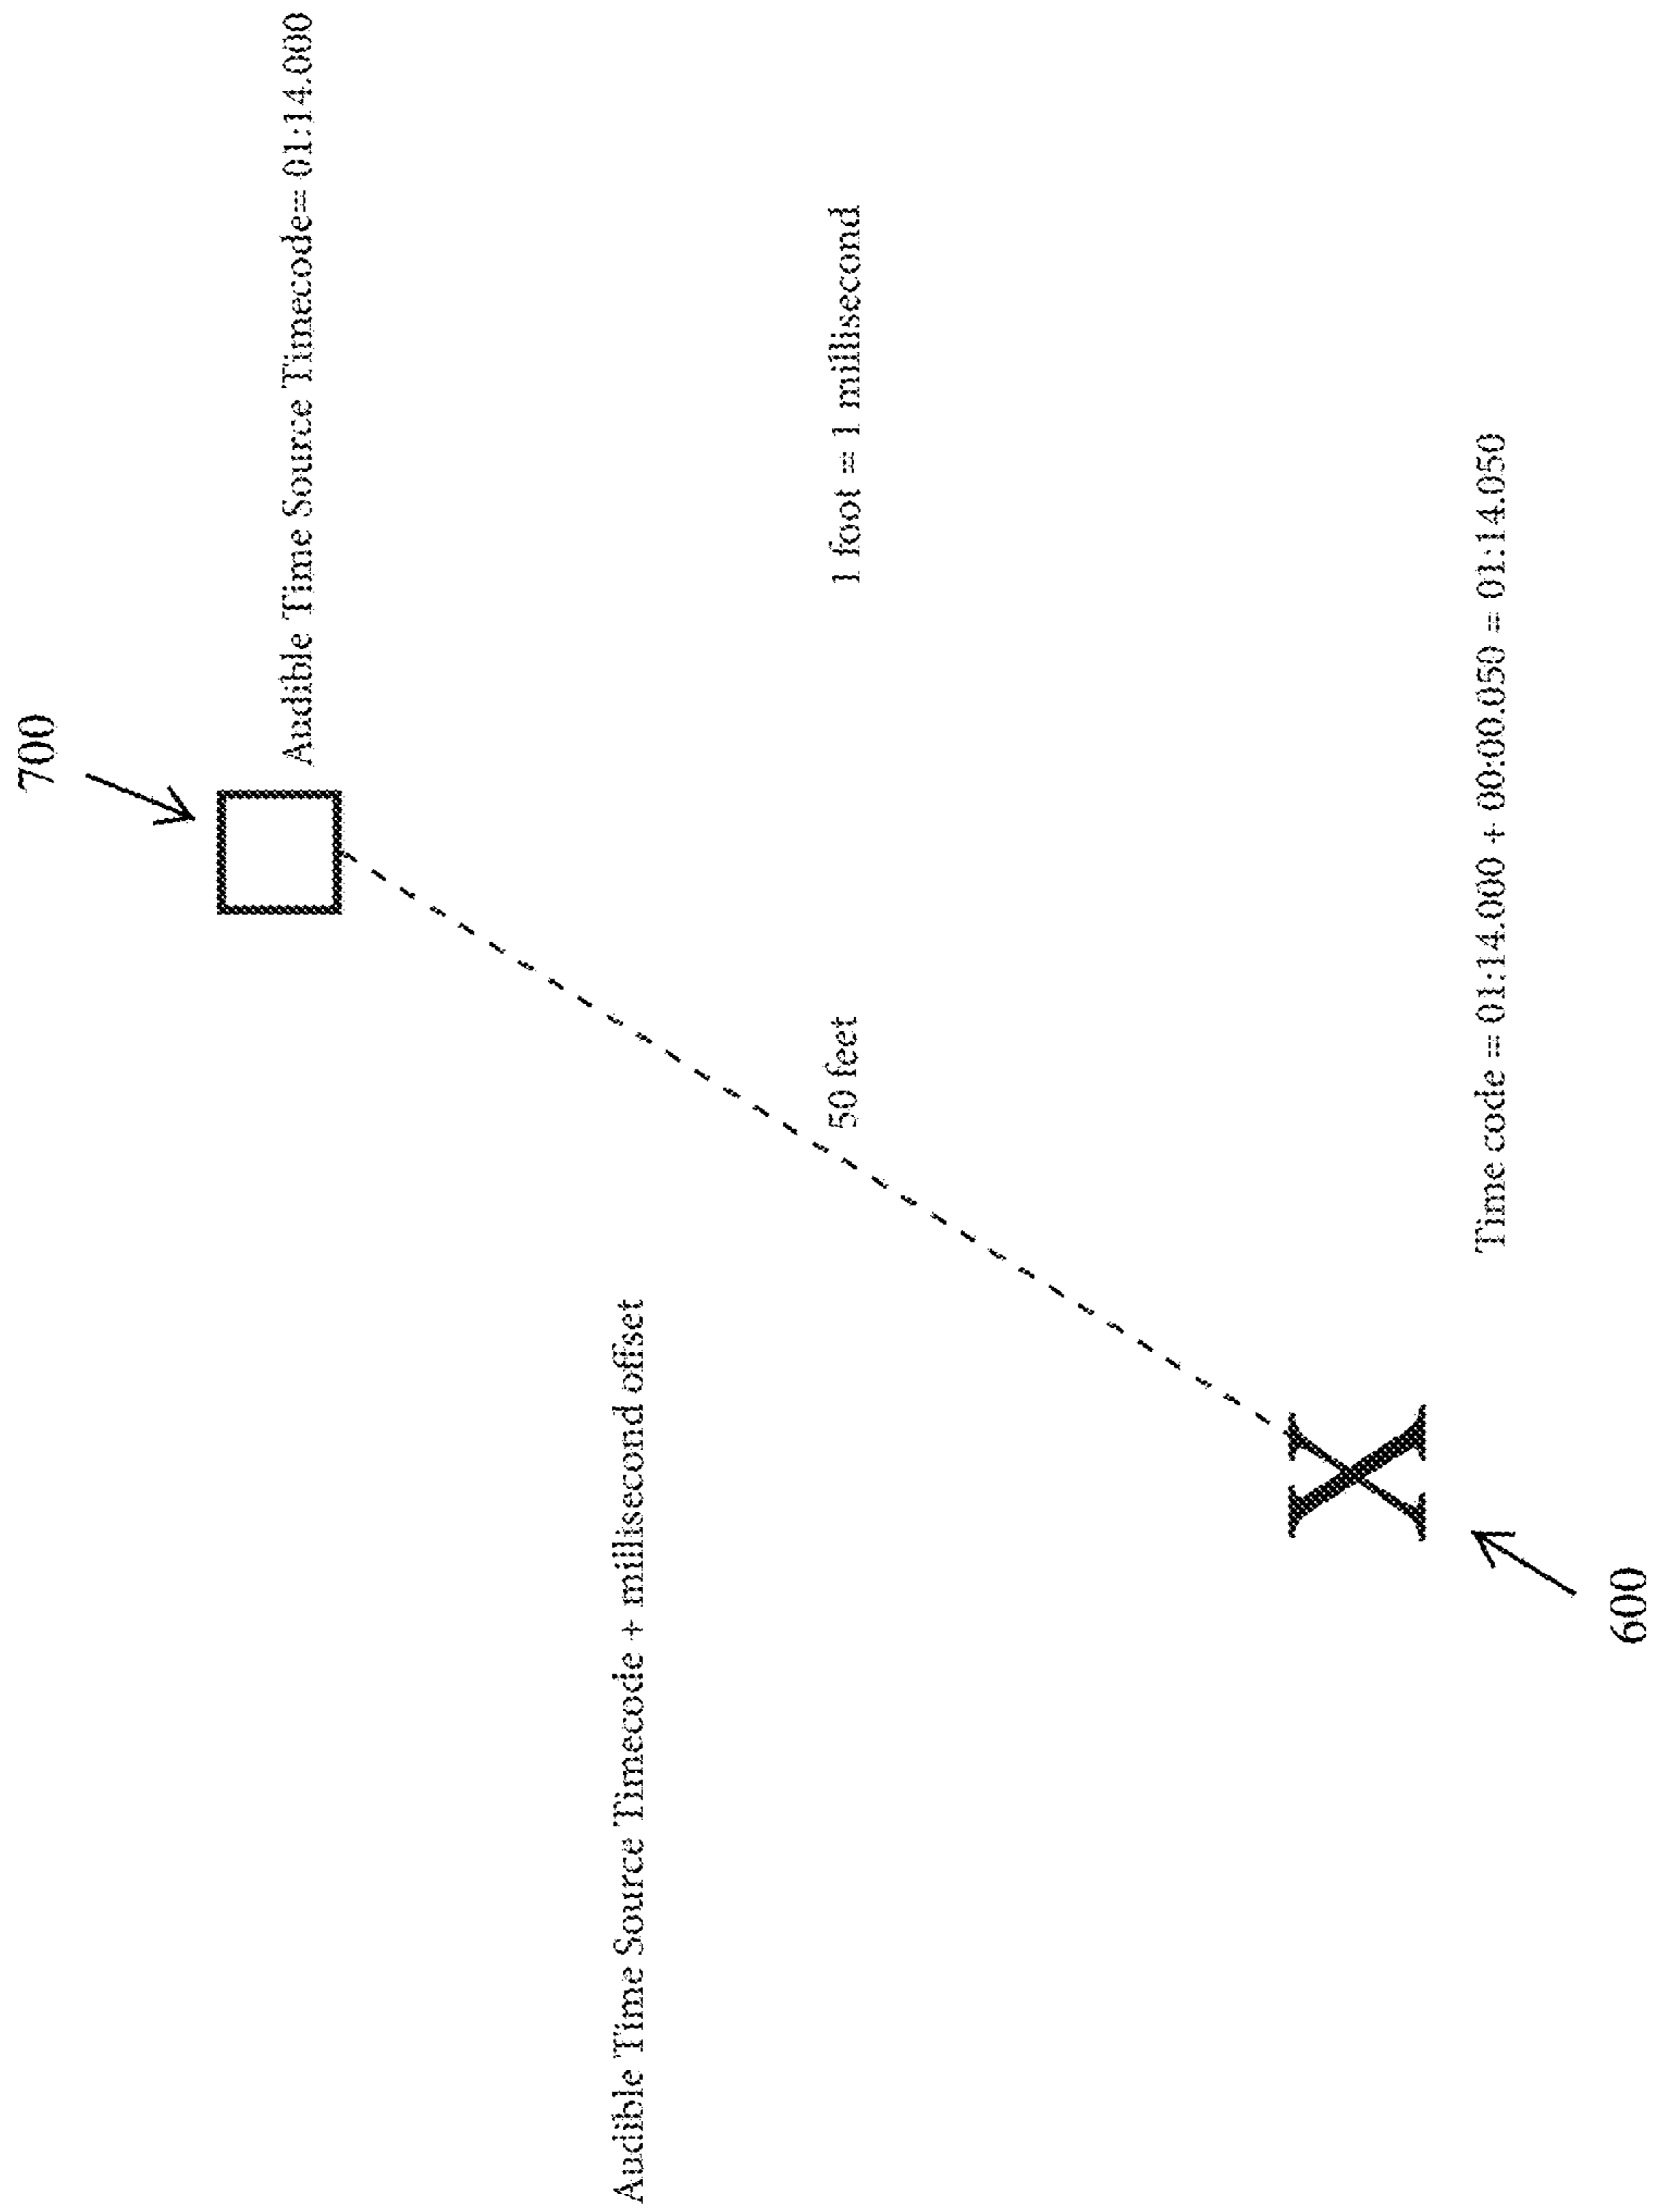 700
Audible Time Source Timecode= 01:14.000
Audible Time Source Timecode + millisecond offset
50 feet
1 foot = 1 millisecond
Time code = 01:14.000 + 00:00.050 = 01:14.050
600